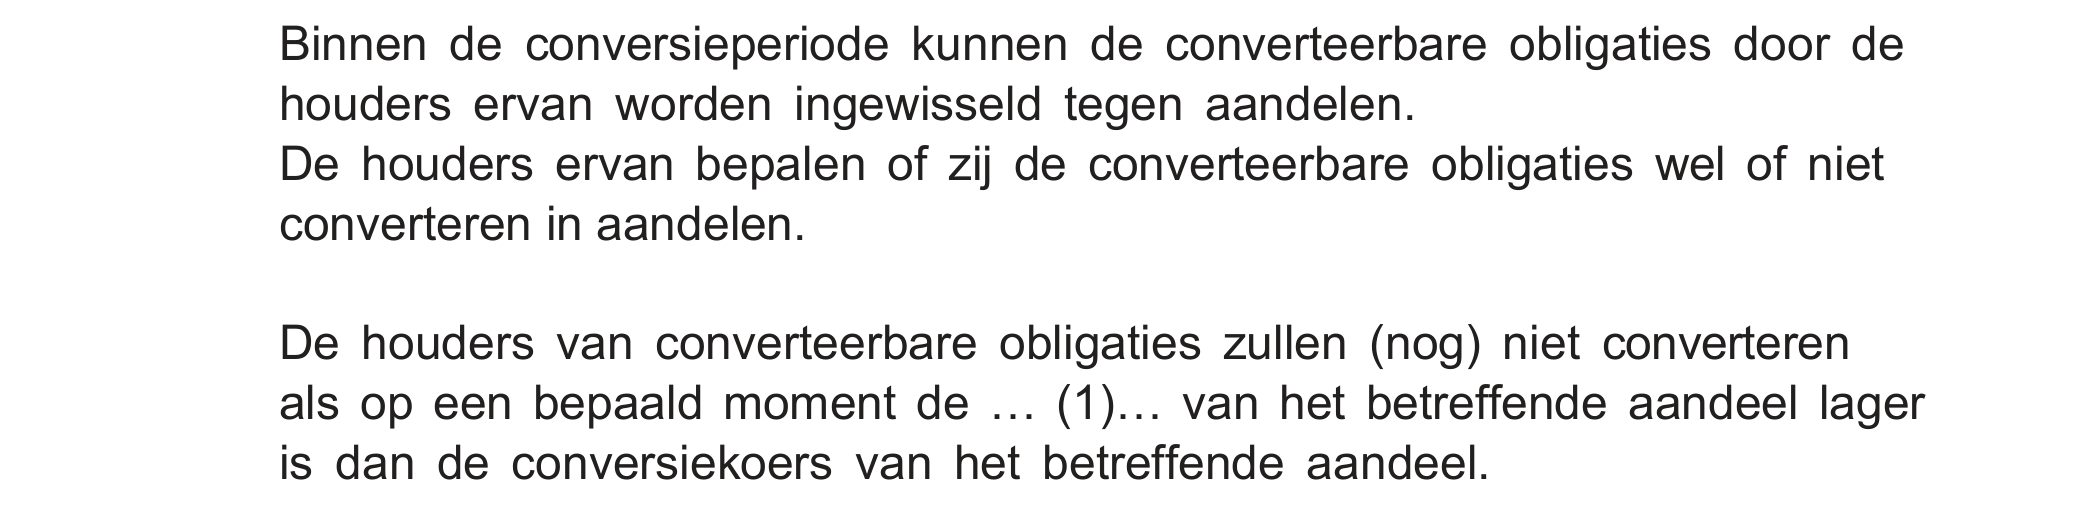 Binnen de conversieperiode kunnen de converteerbare obligaties door de
houders ervan worden ingewisseld tegen aandelen.
De houders ervan bepalen of zij de converteerbare obligaties wel of niet
converteren in aandelen.
De houders van converteerbare obligaties zullen (nog) niet converteren
als op een bepaald moment de … (1)… van het betreffende aandeel lager
is dan de conversiekoers van het betreffende aandeel.